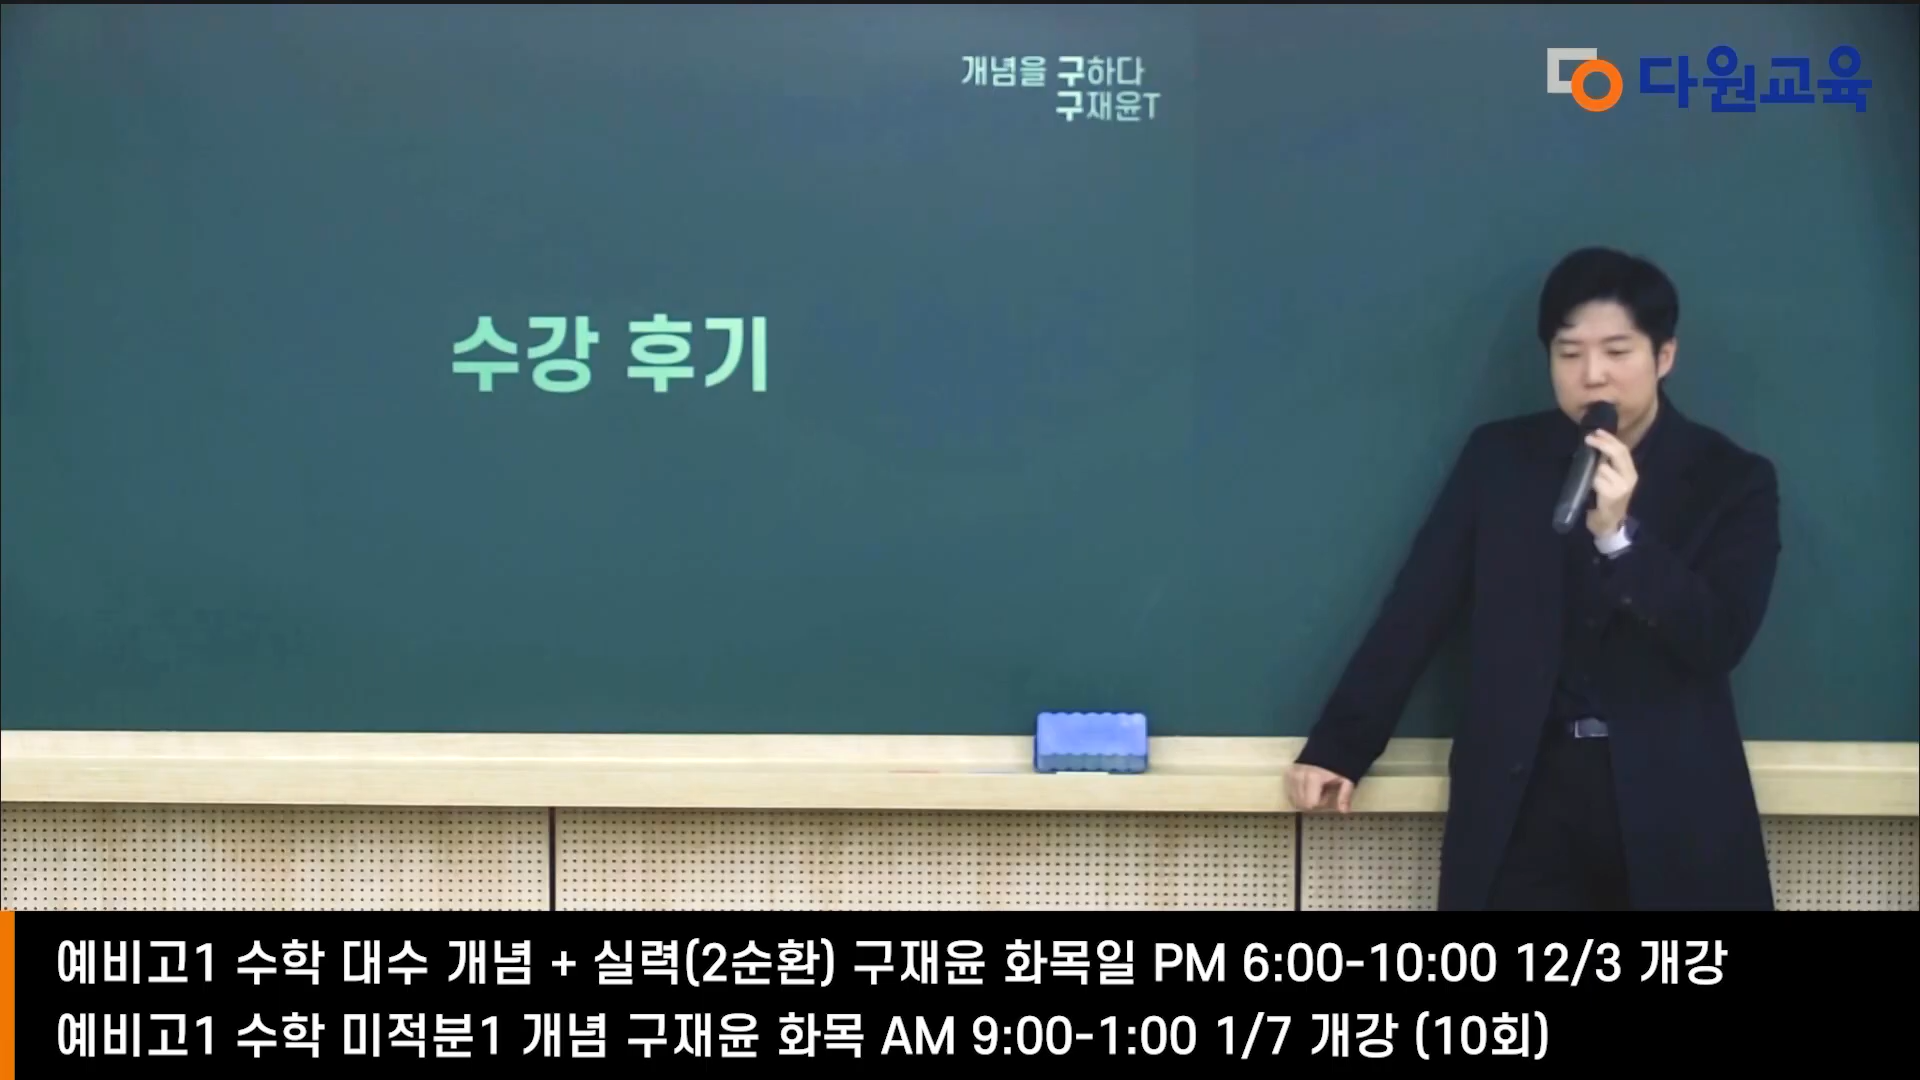 개념을 구하다
구재윤T
다원교육
수강 후기
예비고1 수학 대수 개념 + 실력(2순환) 구재윤 화목일 PM 6:00-10:00 12/3 개강
예비고1 수학 미적분1 개념 구재윤 화목 AM 9:00-1:00 1/7 개강 (10회)